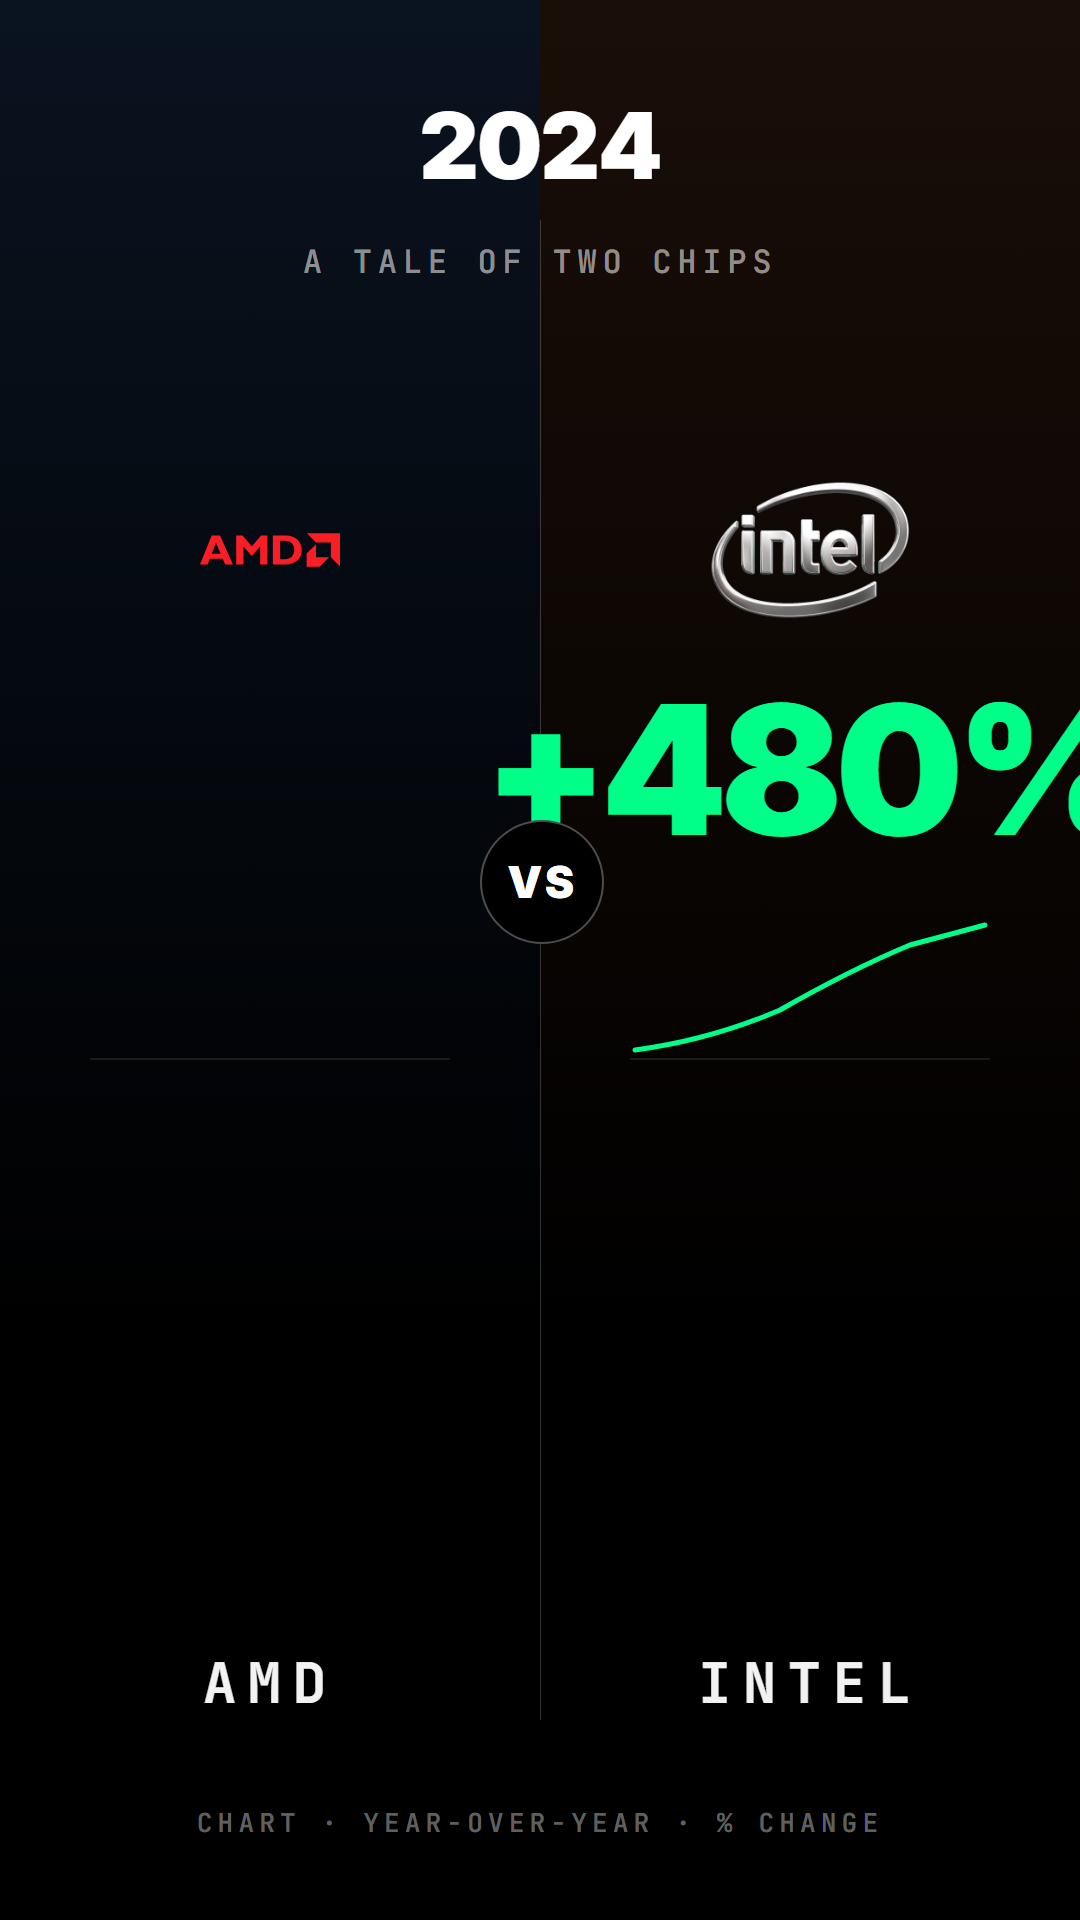 2024
A TALE OF TWO CHIPS
AMD
intel
+480%
VS
AMD
INTEL
CHART · YEAR-OVER-YEAR · % CHANGE